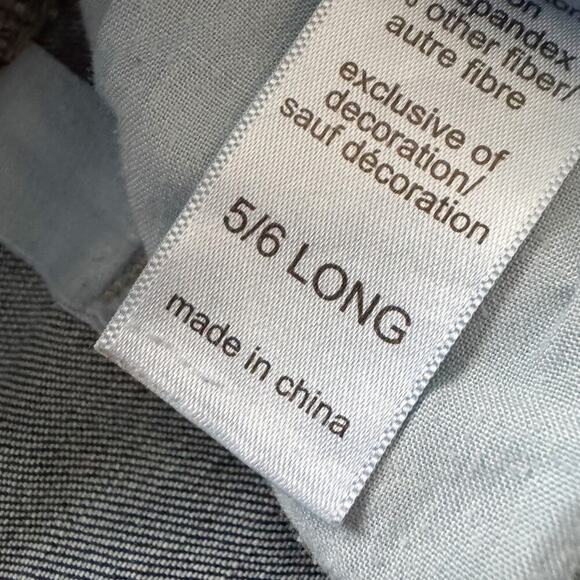 spandex
other fiber/
autre fibre
exclusive of
decoration/
sauf décoration
5/6 LONG
made in china